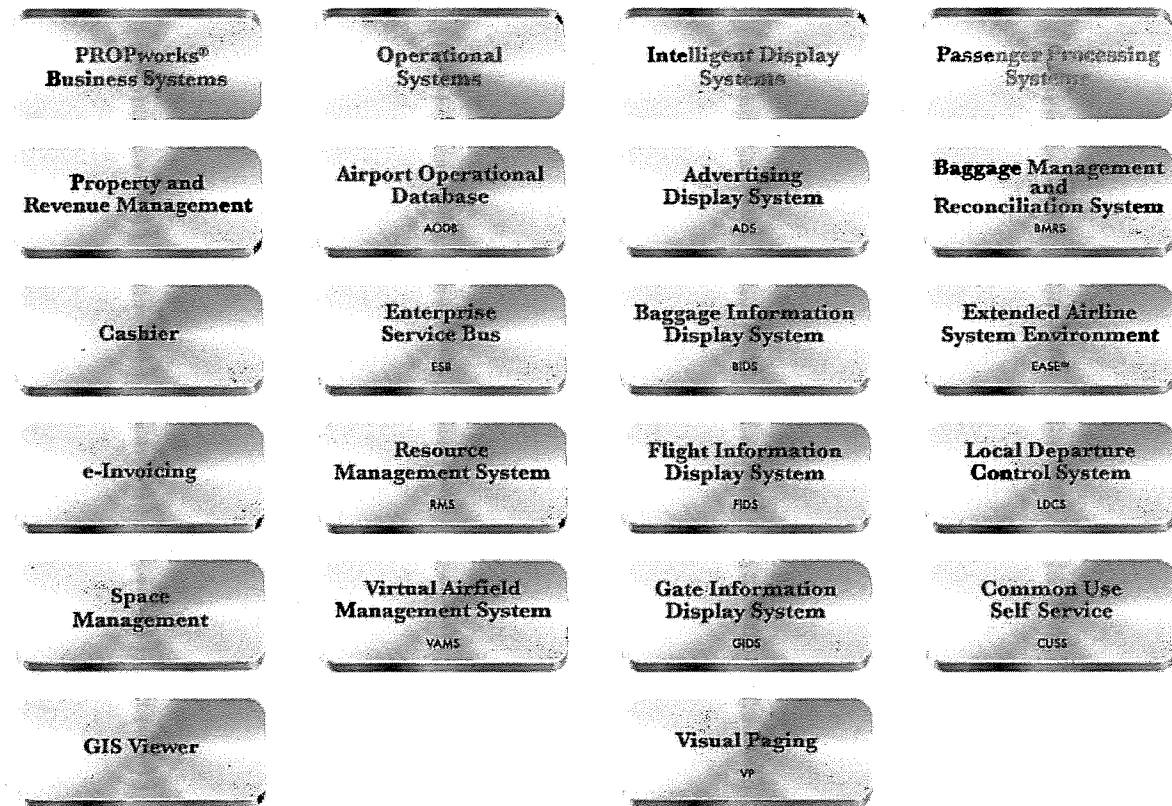 PROPworks®
Business Systems
Operational
Systems
Intelligent Display
Systems
Passenger Processing
Systems
Property and
Revenue Management
Airport Operational
Database
AODB
Advertising
Display System
ADS
Baggage Management
and
Reconciliation System
BMRS
Cashier
Enterprise
Service Bus
ESB
Baggage Information
Display System
BIDS
Extended Airline
System Environment
EASE™
e-Invoicing
Resource
Management System
RMS
Flight Information
Display System
FIDS
Local Departure
Control System
LDCS
Space
Management
Virtual Airfield
Management System
VAMS
Gate Information
Display System
GIDS
Common Use
Self Service
CUSS
GIS Viewer
Visual Paging
VP